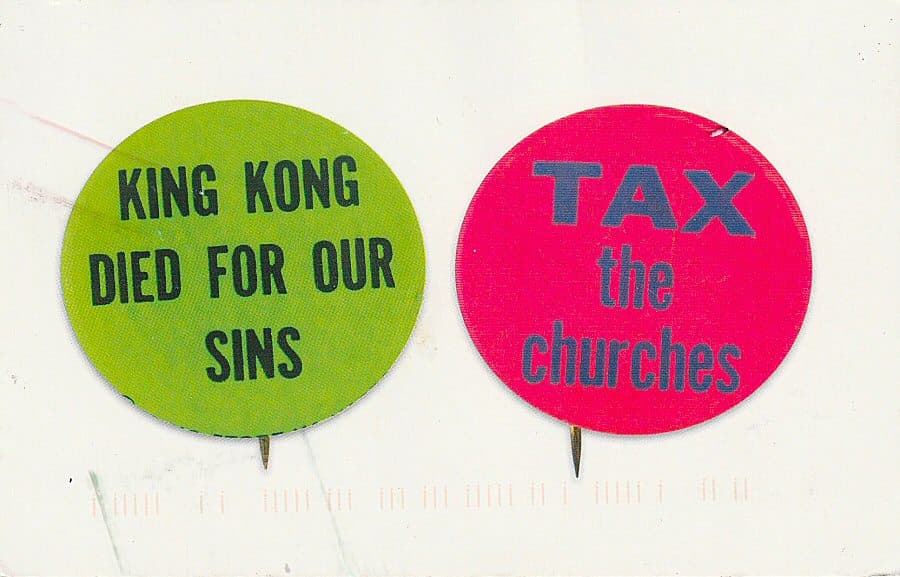 KING KONG
DIED FOR OUR
SINS
TAX
the
churches